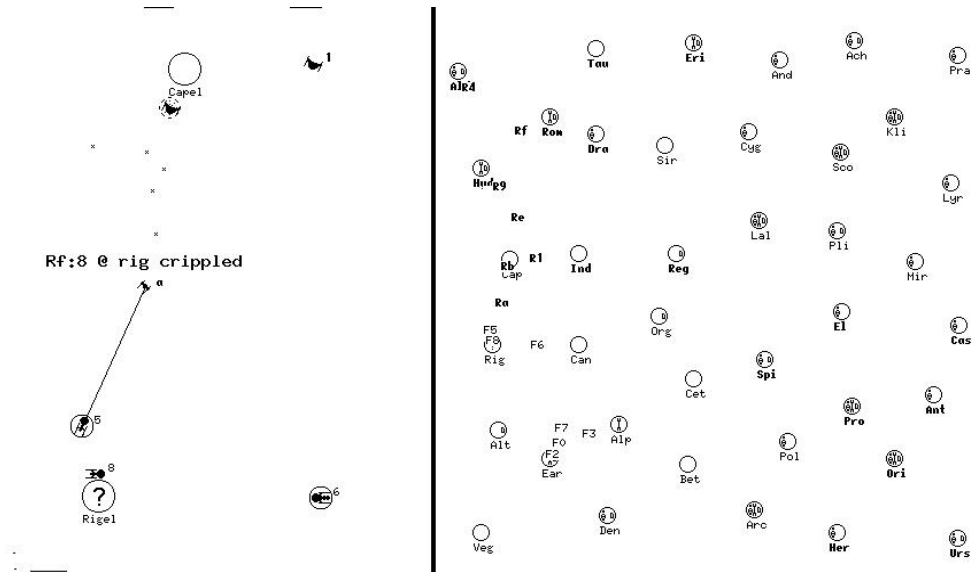 1
Capel
Rf:8 @ rig crippled
a
5
8
?
Rigel
6
Tau
Eri
And
Ach
Pra
R4
Rf
Rom
Dra
Sir
Cyg
Kli
Sco
R9
Lyr
Re
Lal
Pli
Rb
R1
Cap
Ind
Reg
Mir
Ra
F5
F8
F6
Rig
Can
Org
El
Cas
Cet
Spi
Pro
Ant
Alt
F7
F3
F0
F2
Alp
Ear
Bet
Pol
Ori
Veg
Den
Arc
Her
Urs